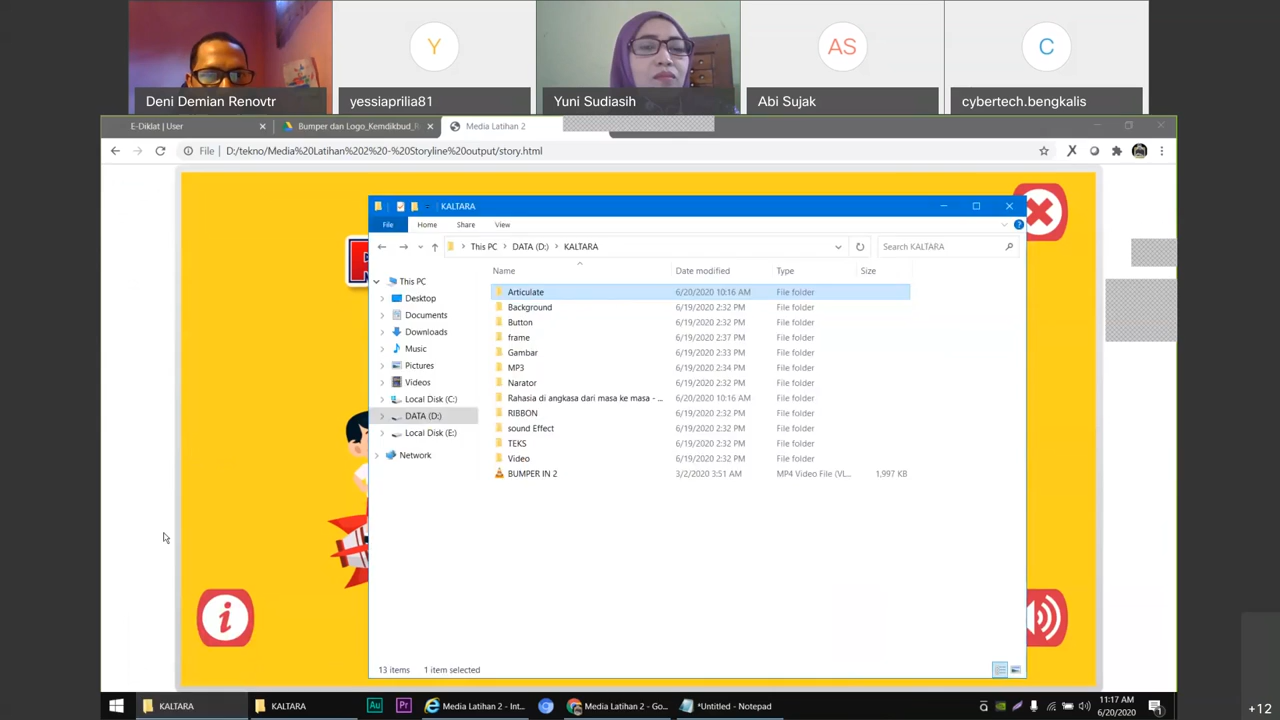 Y
AS
C
Deni Demian Renovtr
yessiaprilia81
Yuni Sudiasih
Abi Sujak
cybertech.bengkalis
E-Diklat | User
Bumper dan Logo_Kemdikbud_
Media Latihan 2
File
D:/tekno/Media%20Latihan%202%20-%20Storyline%20output/story.html
KALTARA
File
Home
Share
View
This PC
DATA (D:)
KALTARA
Search KALTARA
Name
Date modified
Type
Size
This PC
Desktop
Documents
Downloads
Music
Pictures
Videos
Local Disk (C:)
DATA (D:)
Local Disk (E:)
Network
Articulate 6/20/2020 10:16 AM File folder
Background 6/19/2020 2:32 PM File folder
Button 6/19/2020 2:32 PM File folder
frame 6/19/2020 2:37 PM File folder
Gambar 6/19/2020 2:33 PM File folder
MP3 6/19/2020 2:34 PM File folder
Narator 6/19/2020 2:32 PM File folder
Rahasia di angkasa dari masa ke masa - ... 6/20/2020 10:16 AM File folder
RIBBON 6/19/2020 2:32 PM File folder
sound Effect 6/19/2020 2:32 PM File folder
TEKS 6/19/2020 2:32 PM File folder
Video 6/19/2020 2:32 PM File folder
BUMPER IN 2 3/2/2020 3:51 AM MP4 Video File (VL... 1,997 KB
i
13 items
1 item selected
KALTARA
KALTARA
Au
Pr
Media Latihan 2 - Int...
Media Latihan 2 - Go...
*Untitled - Notepad
11:17 AM
6/20/2020
+12